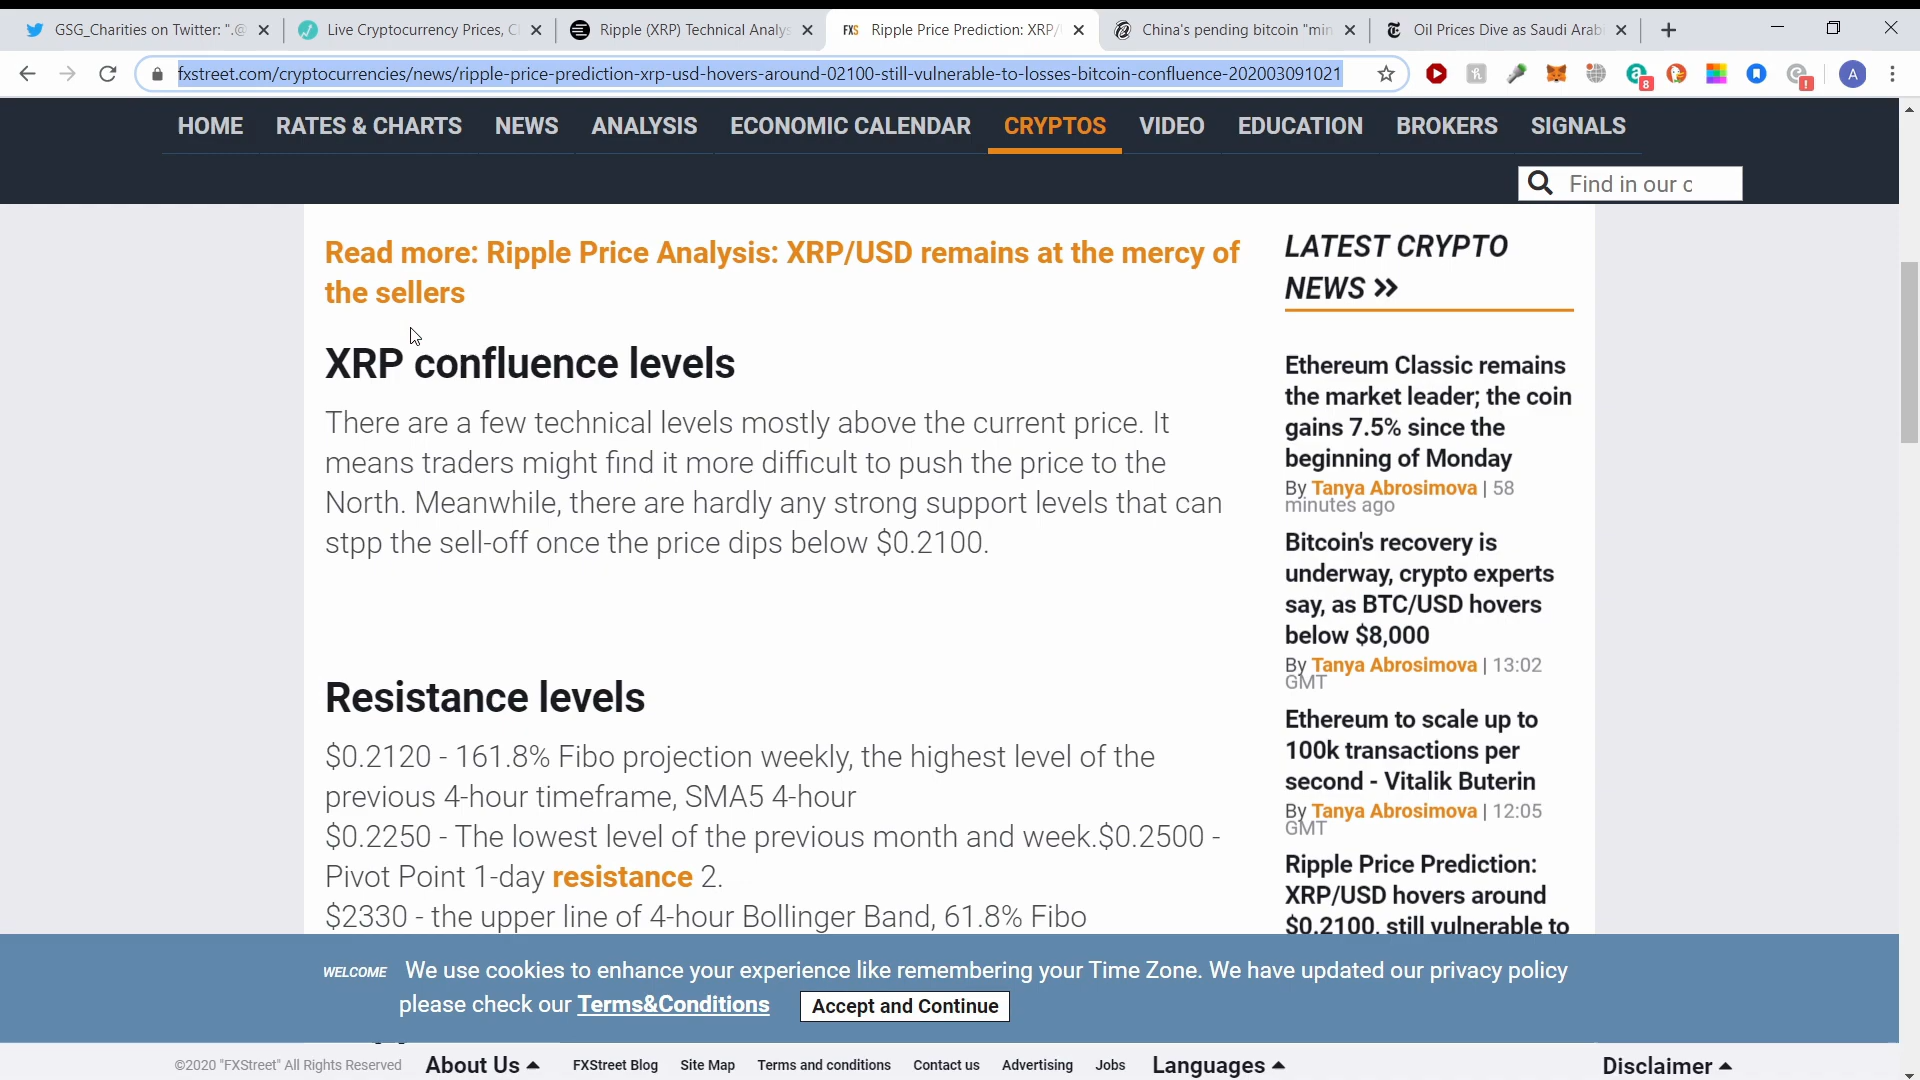 GSG_Charities on Twitter: ".@
Live Cryptocurrency Prices, C
Ripple (XRP) Technical Analys
FXS Ripple Price Prediction: XRP/
China's pending bitcoin "min
Oil Prices Dive as Saudi Arab
fxstreet.com/cryptocurrencies/news/ripple-price-prediction-xrp-usd-hovers-around-02100-still-vulnerable-to-losses-bitcoin-confluence-202003091021
8
A
HOME RATES & CHARTS NEWS ANALYSIS ECONOMIC CALENDAR CRYPTOS VIDEO EDUCATION BROKERS SIGNALS
Find in our c
Read more: Ripple Price Analysis: XRP/USD remains at the mercy of
the sellers
XRP confluence levels
There are a few technical levels mostly above the current price. It
means traders might find it more difficult to push the price to the
North. Meanwhile, there are hardly any strong support levels that can
stpp the sell-off once the price dips below $0.2100.
Resistance levels
$0.2120 - 161.8% Fibo projection weekly, the highest level of the
previous 4-hour timeframe, SMA5 4-hour
$0.2250 - The lowest level of the previous month and week.$0.2500 -
Pivot Point 1-day resistance 2.
$2330 - the upper line of 4-hour Bollinger Band, 61.8% Fibo
LATEST CRYPTO
NEWS »
Ethereum Classic remains
the market leader; the coin
gains 7.5% since the
beginning of Monday
By Tanya Abrosimova | 58
minutes ago
Bitcoin's recovery is
underway, crypto experts
say, as BTC/USD hovers
below $8,000
By Tanya Abrosimova | 13:02
GMT
Ethereum to scale up to
100k transactions per
second - Vitalik Buterin
By Tanya Abrosimova | 12:05
GMT
Ripple Price Prediction:
XRP/USD hovers around
$0.2100, still vulnerable to
WELCOME We use cookies to enhance your experience like remembering your Time Zone. We have updated our privacy policy
please check our Terms&Conditions Accept and Continue
©2020 "FXStreet" All Rights Reserved About Us FXStreet Blog Site Map Terms and conditions Contact us Advertising Jobs Languages Disclaimer